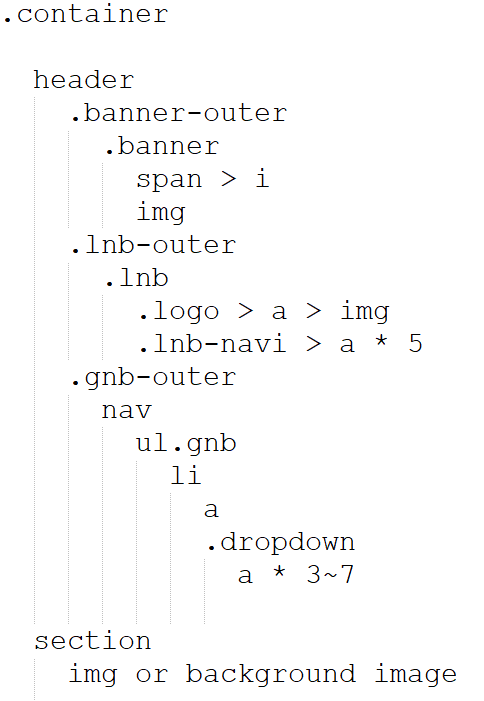 .container
header
.banner-outer
.banner
span > i
img
.lnb-outer
.lnb
.logo > a > img
.lnb-navi > a * 5
.gnb-outer
nav
ul.gnb
li
a
.dropdown
a * 3~7
section
img or background image